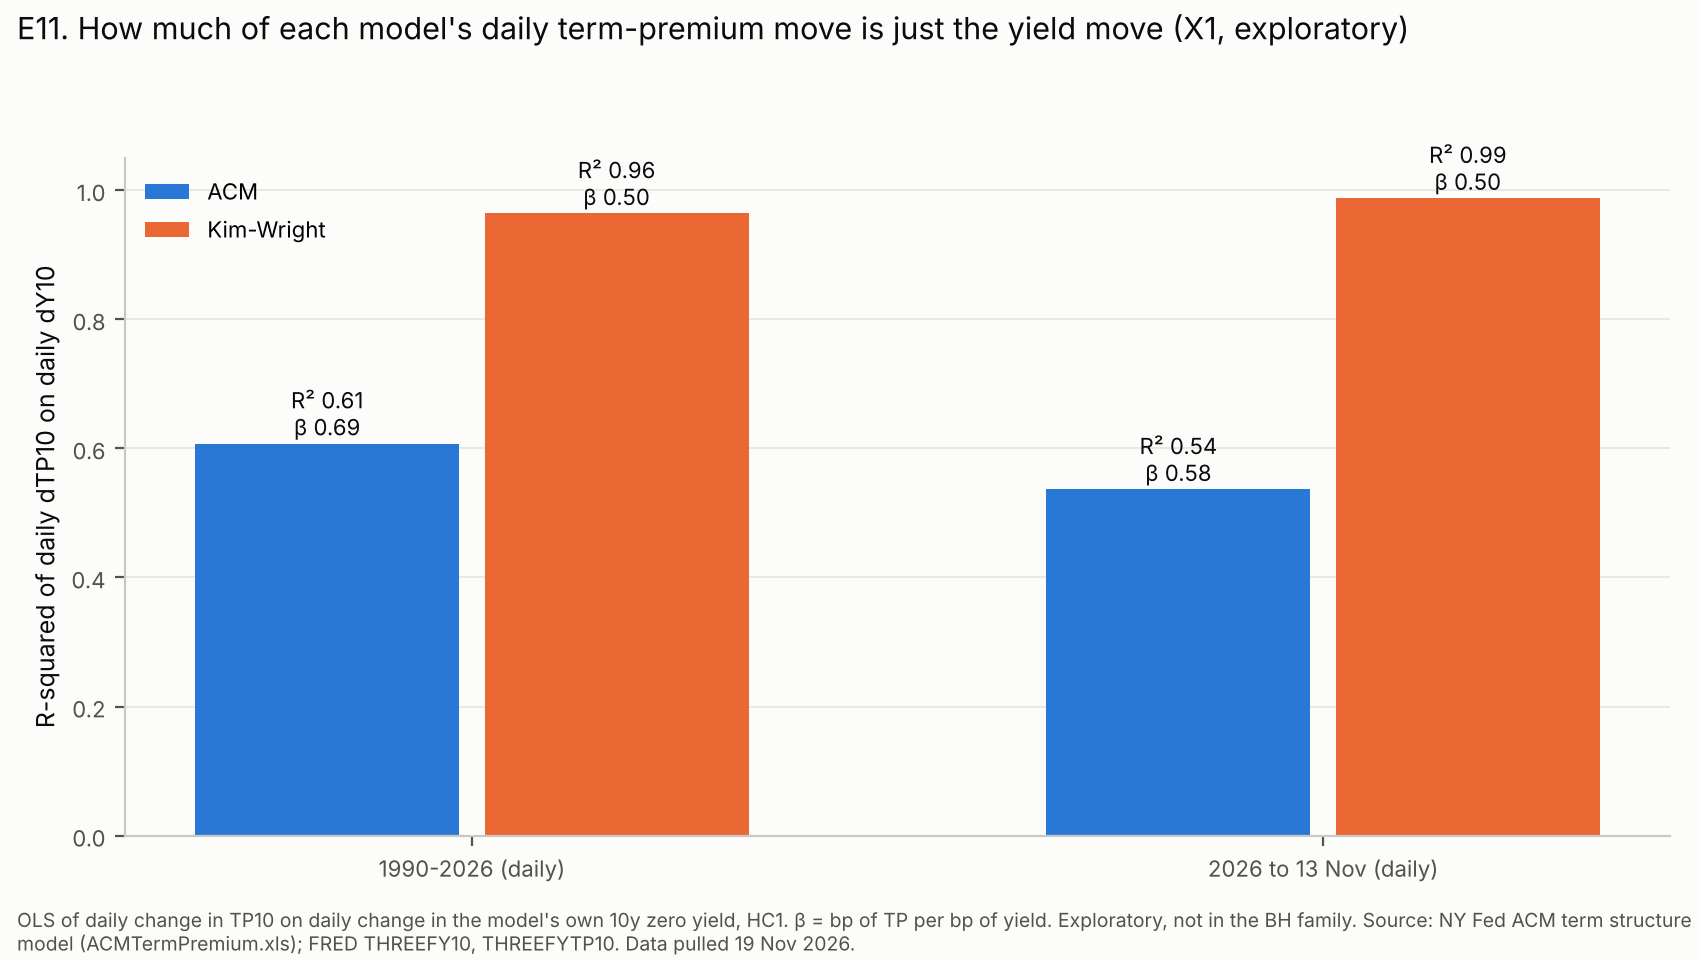 E11. How much of each model's daily term-premium move is just the yield move (X1, exploratory)
R-squared of daily dTP10 on daily dY10
1.0
0.8
0.6
0.4
0.2
0.0
ACM
Kim-Wright
R² 0.61
β 0.69
R² 0.96
β 0.50
R² 0.54
β 0.58
R² 0.99
β 0.50
1990-2026 (daily)
2026 to 13 Nov (daily)
OLS of daily change in TP10 on daily change in the model's own 10y zero yield, HC1. β = bp of TP per bp of yield. Exploratory, not in the BH family. Source: NY Fed ACM term structure
model (ACMTermPremium.xls); FRED THREEFY10, THREEFYTP10. Data pulled 19 Nov 2026.